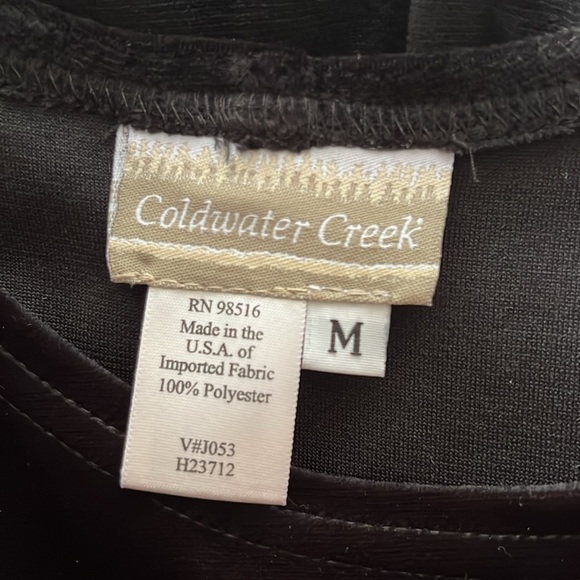 Coldwater Creek
RN 98516
Made in the
U.S.A. of
Imported Fabric
100% Polyester
V#J053
H23712
M